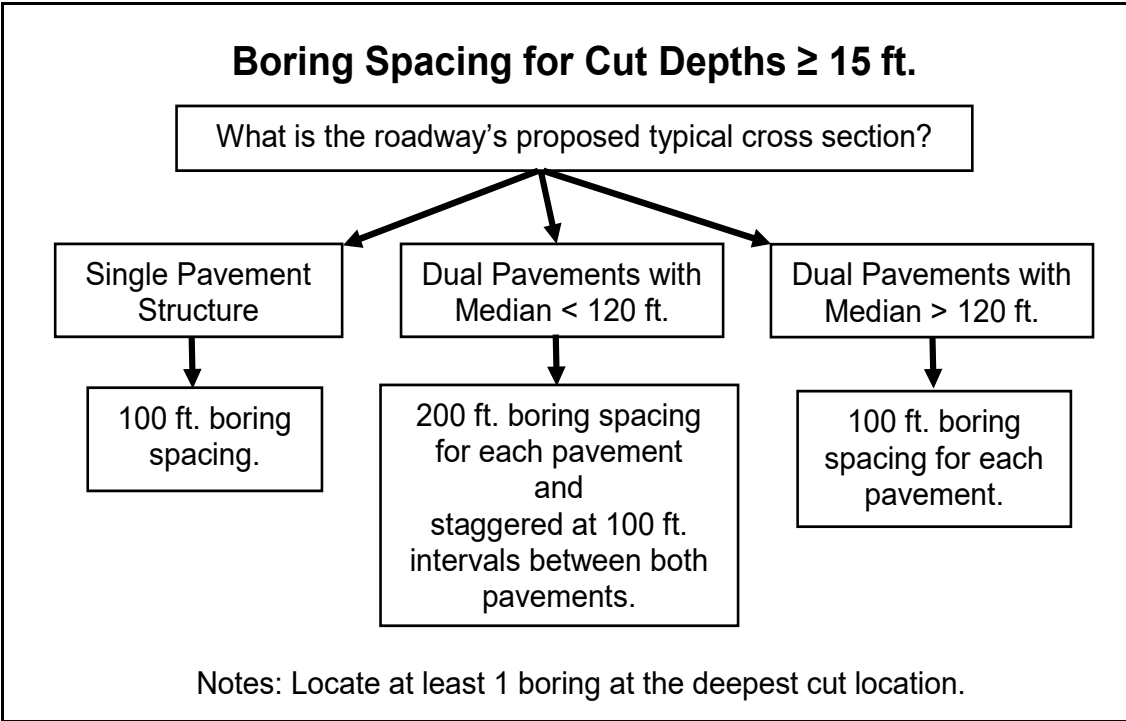 Boring Spacing for Cut Depths ≥ 15 ft.
What is the roadway’s proposed typical cross section?
Single Pavement
Structure
Dual Pavements with
Median < 120 ft.
Dual Pavements with
Median > 120 ft.
100 ft. boring
spacing.
200 ft. boring spacing
for each pavement
and
staggered at 100 ft.
intervals between both
pavements.
100 ft. boring
spacing for each
pavement.
Notes: Locate at least 1 boring at the deepest cut location.